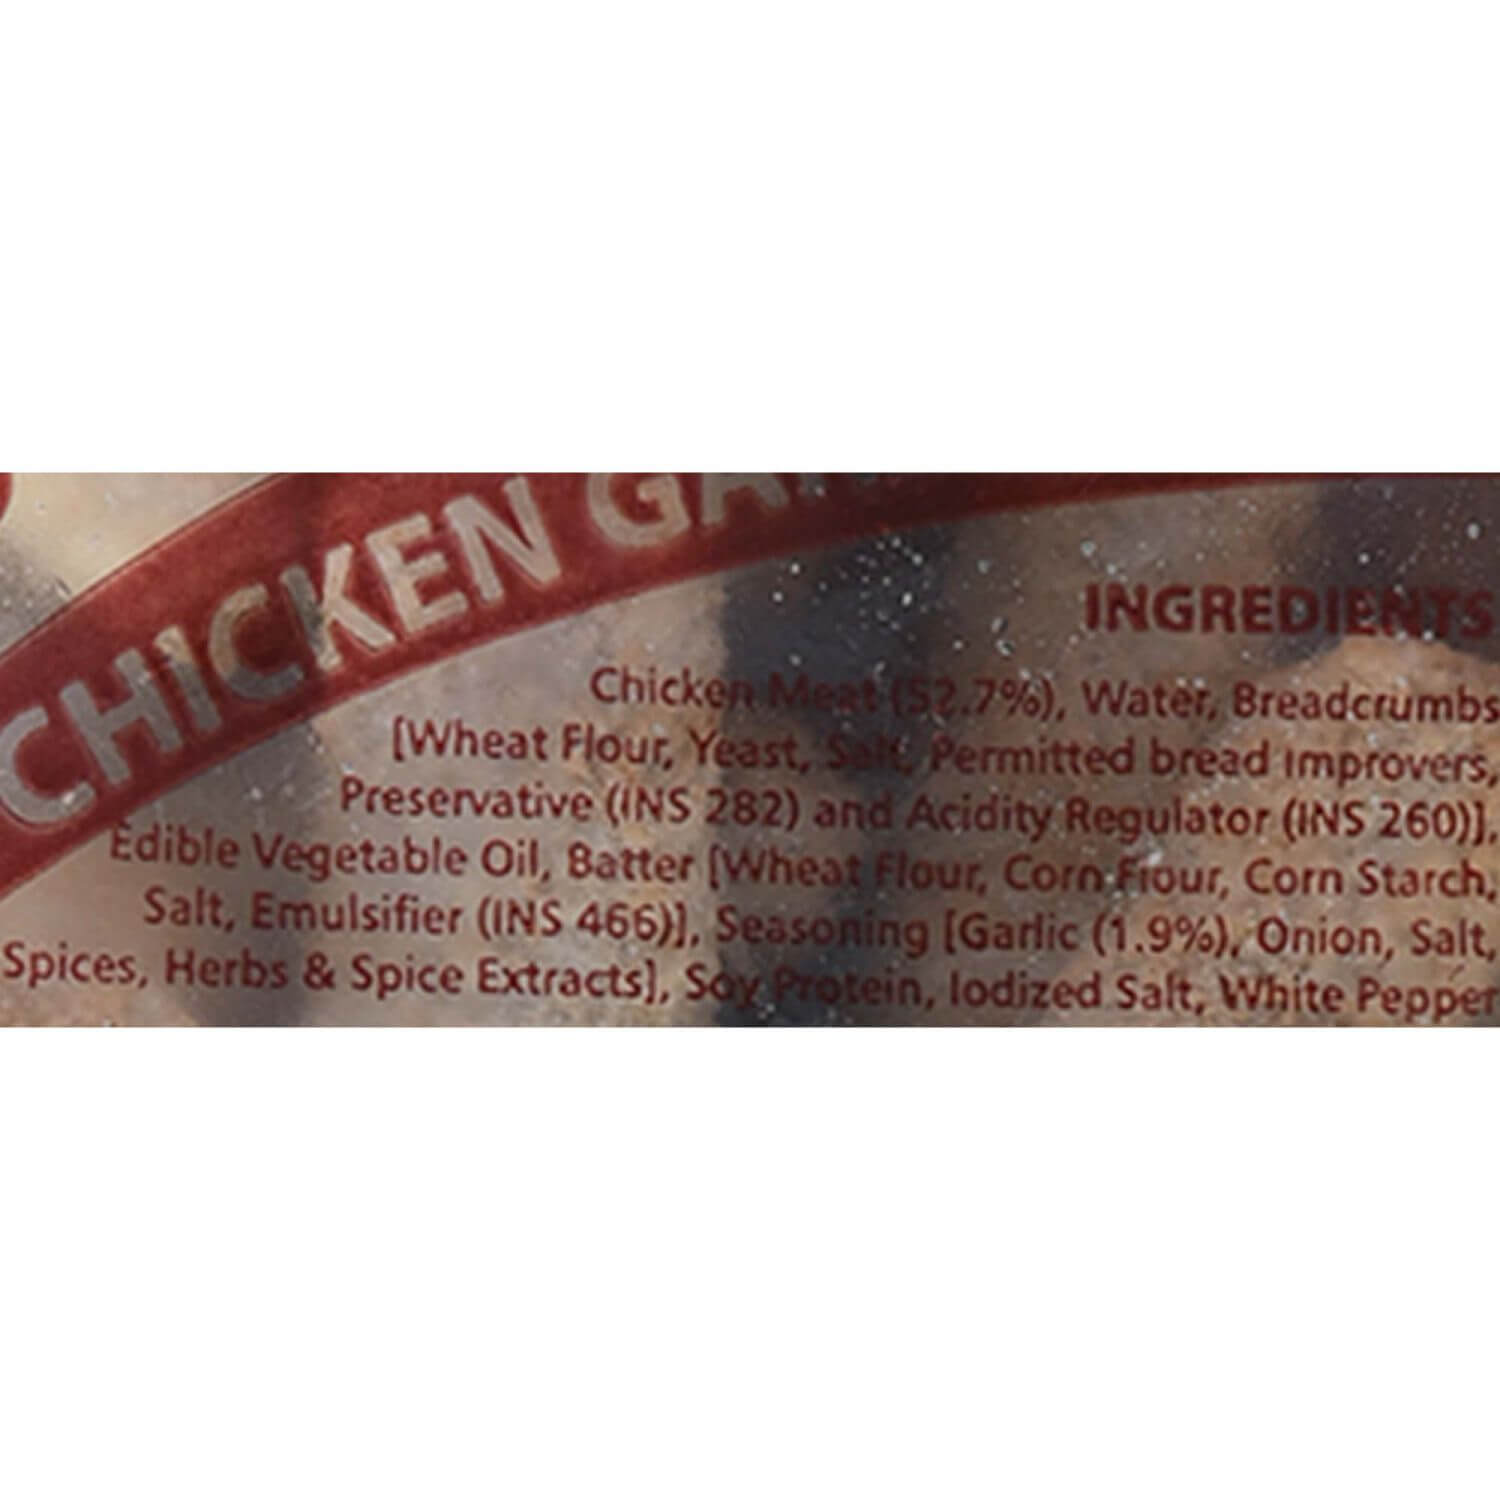 CHICKEN
INGREDIENTS
Chicken Meat (52.7%), Water, Breadcrumbs
[Wheat Flour, Yeast, Salt, Permitted bread improvers,
Preservative (INS 282) and Acidity Regulator (INS 260)],
Edible Vegetable Oil, Batter [Wheat Flour, Corn Flour, Corn Starch,
Salt, Emulsifier (INS 466)], Seasoning [Garlic (1.9%), Onion, Salt,
Spices, Herbs & Spice Extracts], Soy Protein, Iodized Salt, White Pepper